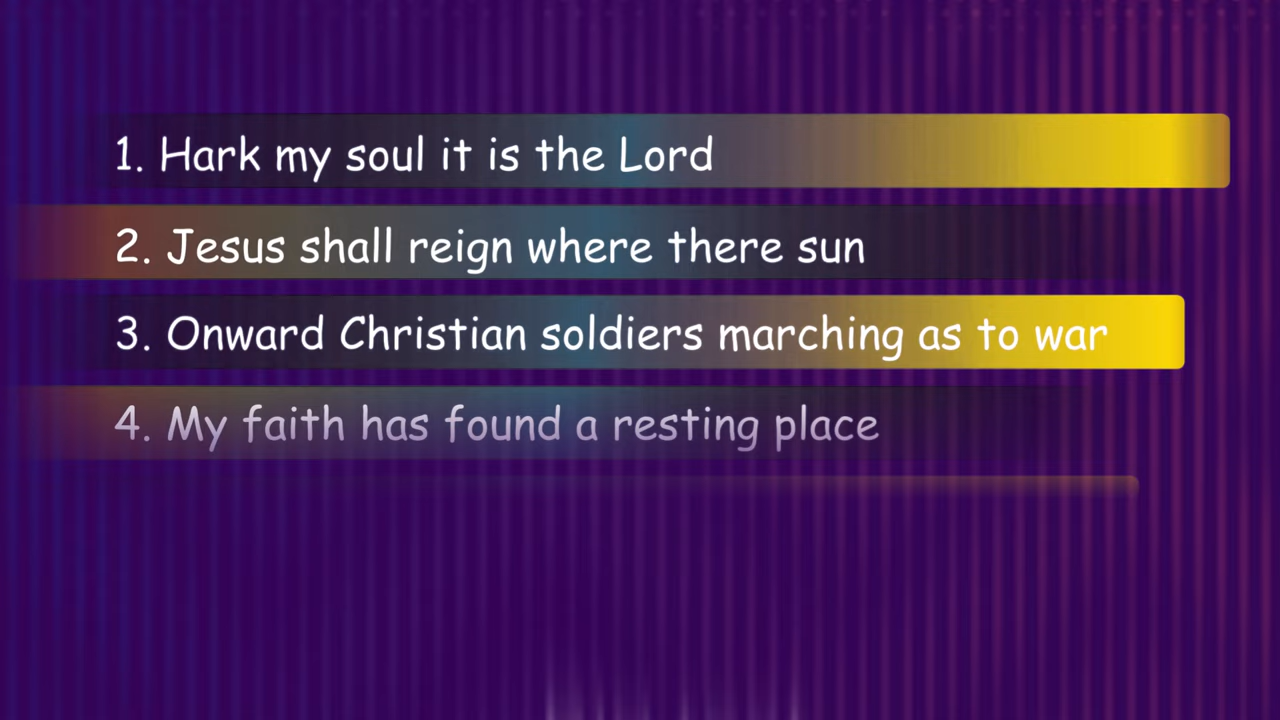 1. Hark my soul it is the Lord
2. Jesus shall reign where there sun
3. Onward Christian soldiers marching as to war
4. My faith has found a resting place